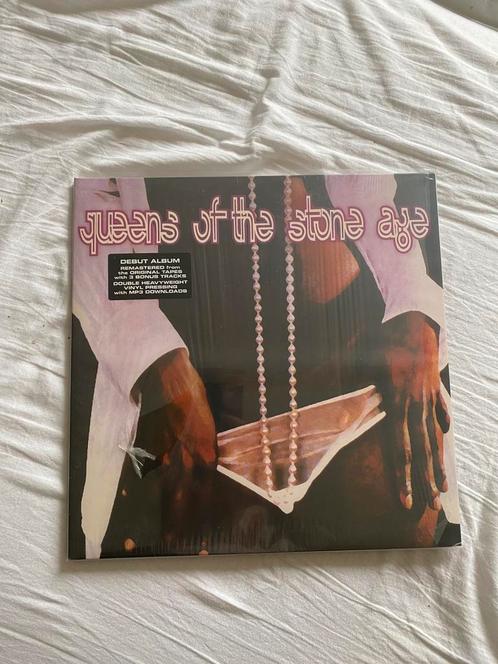 queens of the stone age
DEBUT ALBUM
REMASTERED from
the ORIGINAL TAPES
with 3 BONUS TRACKS
DOUBLE HEAVYWEIGHT
VINYL PRESSING
with MP3 DOWNLOADS